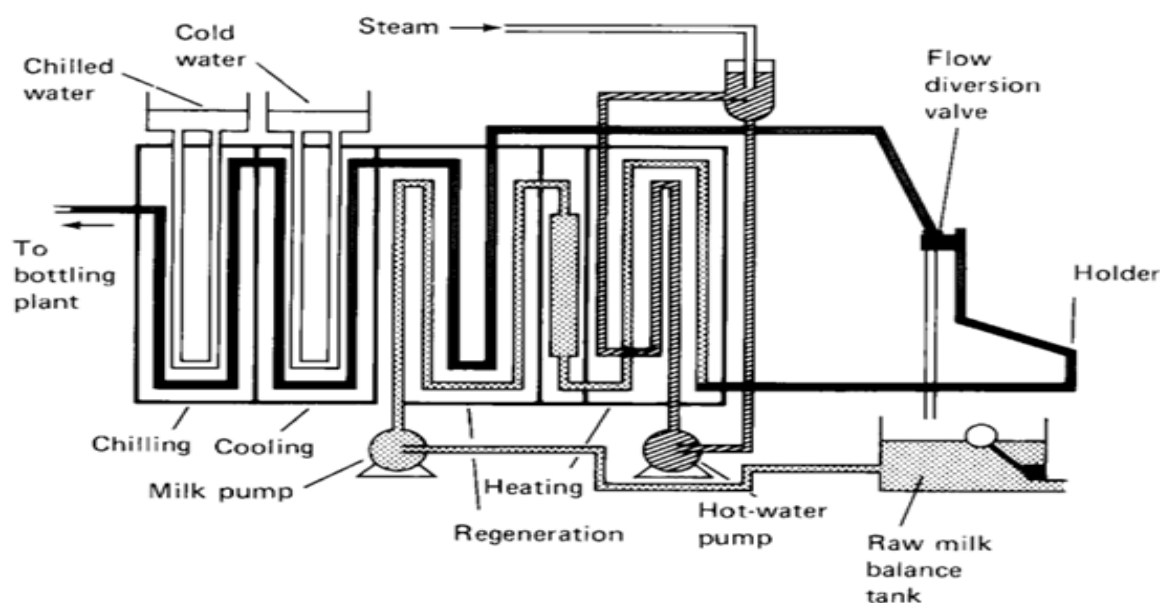 Steam
Cold
water
Chilled
water
Flow
diversion
valve
To
bottling
plant
Holder
Chilling
Cooling
Milk pump
Heating
Regeneration
Hot-water
pump
Raw milk
balance
tank